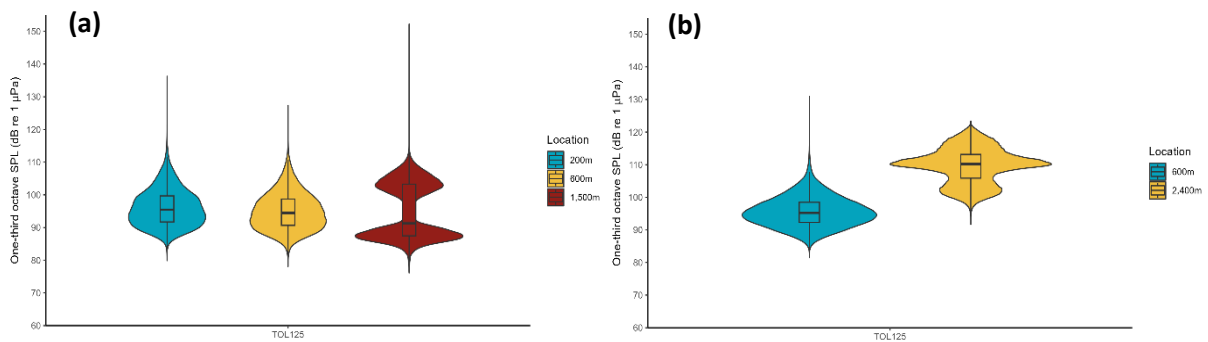 (a)
One-third octave SPL (dB re 1 µPa)
150
140
130
120
110
100
90
80
70
60
TOL125
Location
200m
600m
1,500m
(b)
One-third octave SPL (dB re 1 µPa)
150
140
130
120
110
100
90
80
70
60
TOL125
Location
600m
2,400m